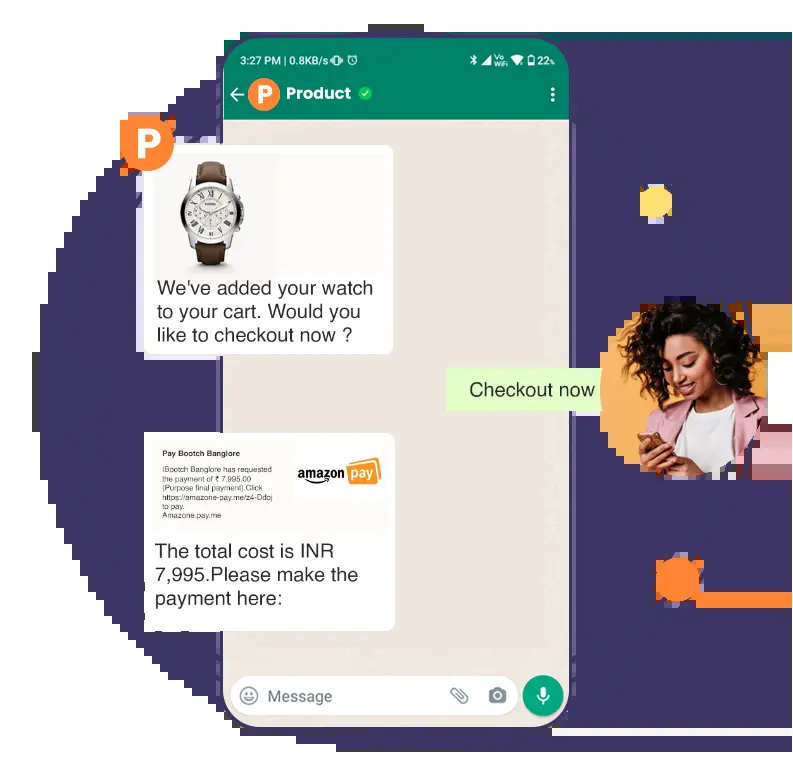 3:27 PM | 0.8KB/s
Vo
WiFi
22%
P Product
P
We've added your watch
to your cart. Would you
like to checkout now ?
Checkout now
Pay Bootch Banglore
IBootch Banglore has requested
the payment of ₹ 7,995.00
(Purpose final payment).Click
https://amazone-pay.me/z4-Ddoj
to pay.
Amazone.pay.me
amazon pay
The total cost is INR
7,995.Please make the
payment here:
Message